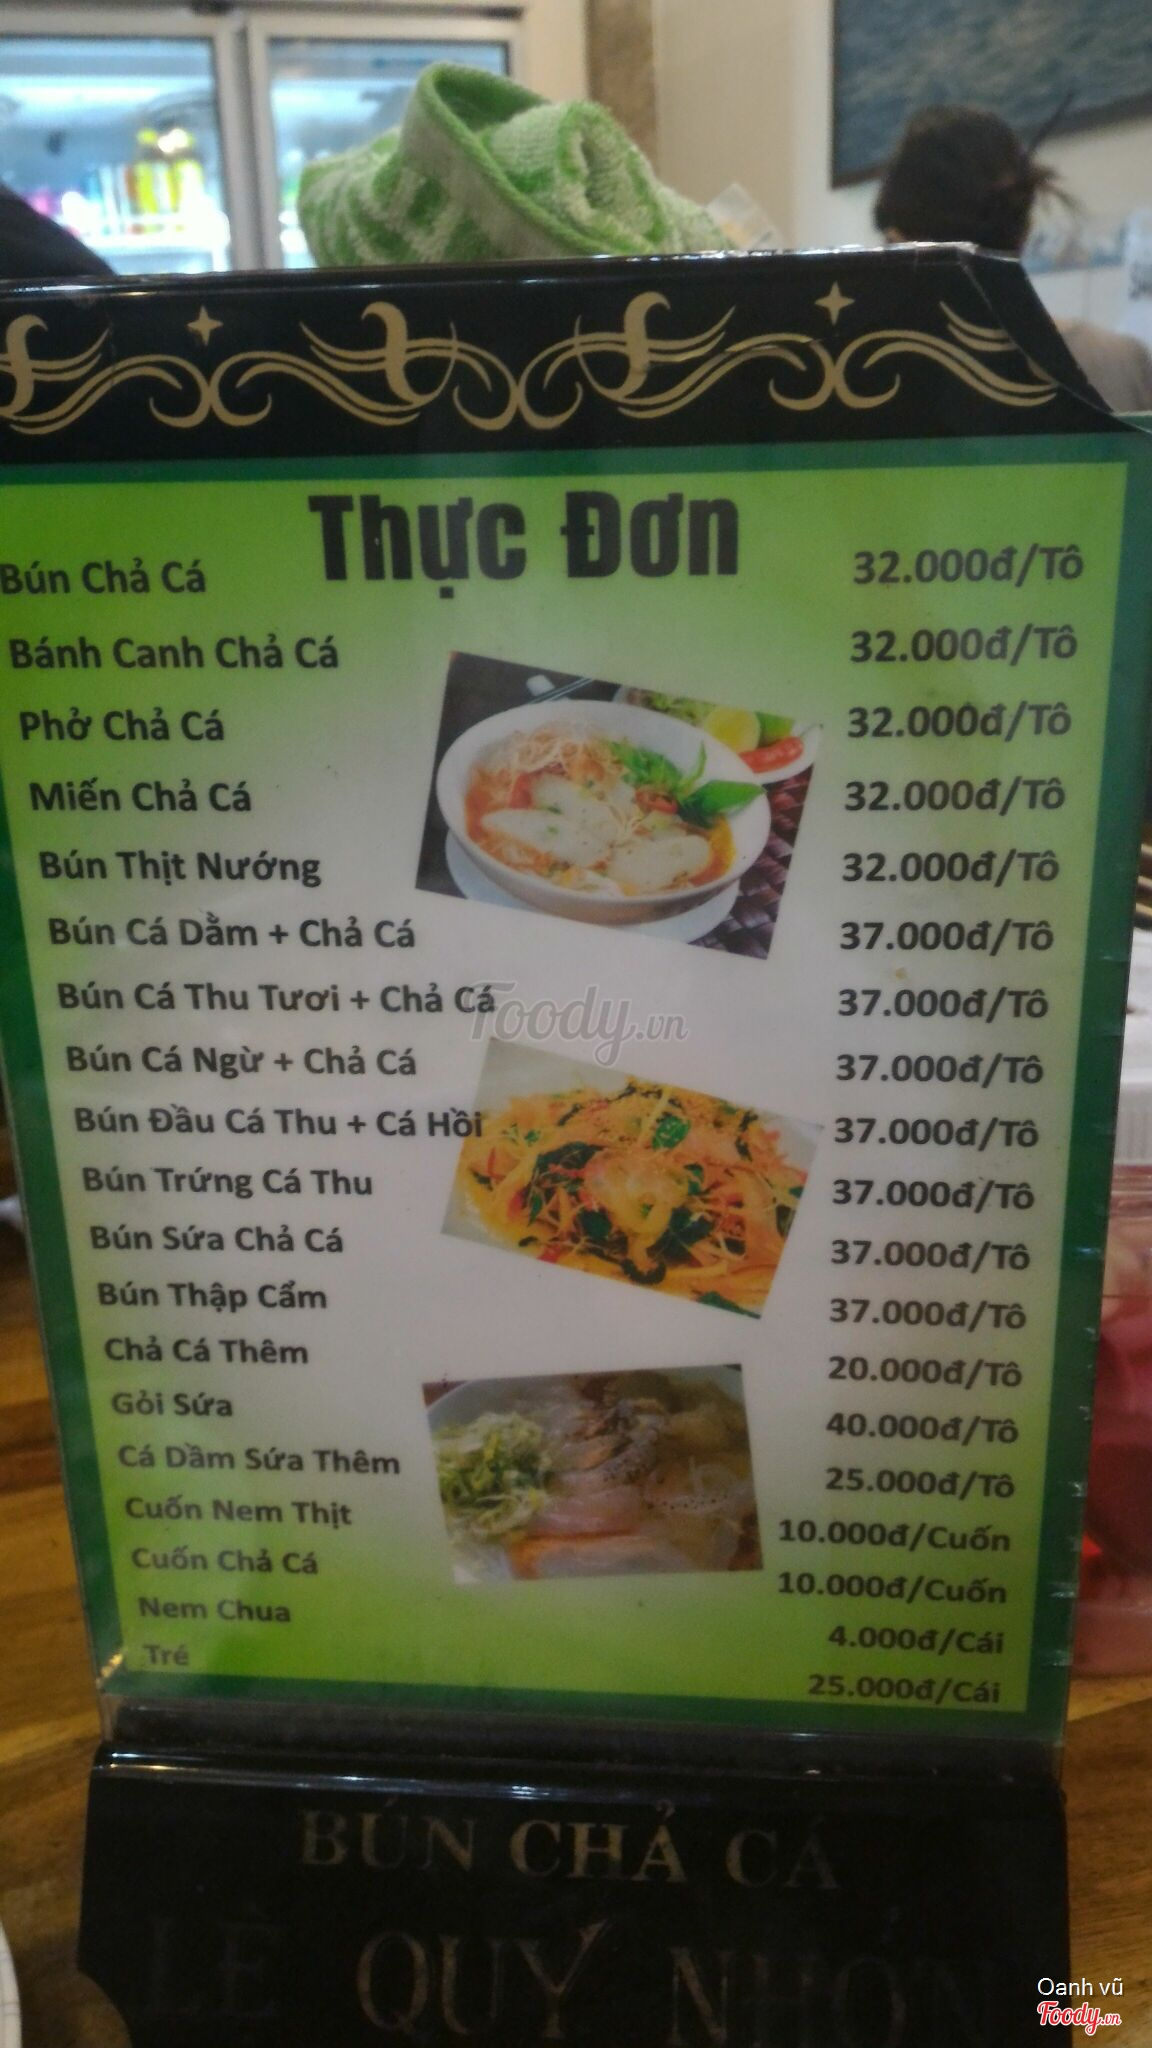 Thực Đơn
Bún Chả Cá 32.000đ/Tô
Bánh Canh Chả Cá 32.000đ/Tô
Phở Chả Cá 32.000đ/Tô
Miến Chả Cá 32.000đ/Tô
Bún Thịt Nướng 32.000đ/Tô
Bún Cá Dằm + Chả Cá 37.000đ/Tô
Bún Cá Thu Tươi + Chả Cá 37.000đ/Tô
Bún Cá Ngừ + Chả Cá 37.000đ/Tô
Bún Đầu Cá Thu + Cá Hồi 37.000đ/Tô
Bún Trứng Cá Thu 37.000đ/Tô
Bún Sứa Chả Cá 37.000đ/Tô
Bún Thập Cẩm 37.000đ/Tô
Chả Cá Thêm 20.000đ/Tô
Gỏi Sứa 40.000đ/Tô
Cá Dầm Sứa Thêm 25.000đ/Tô
Cuốn Nem Thịt 10.000đ/Cuốn
Cuốn Chả Cá 10.000đ/Cuốn
Nem Chua 4.000đ/Cái
Tré 25.000đ/Cái
Foody.vn
BÚN CHẢ CÁ
QUY
Oanh vũ
Foody.vn